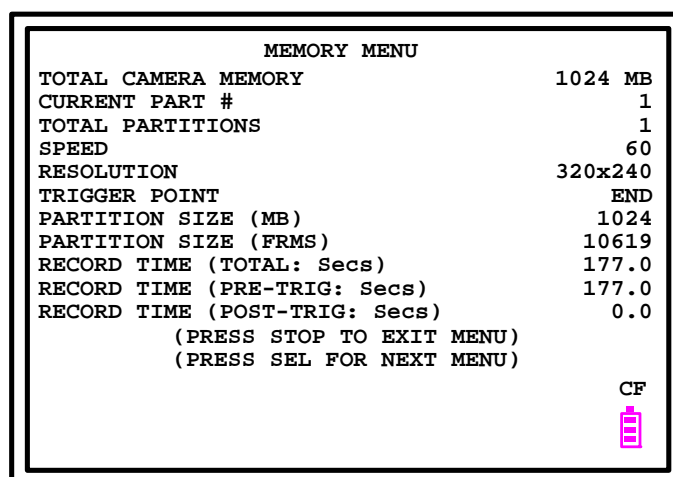 MEMORY MENU
TOTAL CAMERA MEMORY 1024 MB
CURRENT PART # 1
TOTAL PARTITIONS 1
SPEED 60
RESOLUTION 320x240
TRIGGER POINT END
PARTITION SIZE (MB) 1024
PARTITION SIZE (FRMS) 10619
RECORD TIME (TOTAL: Secs) 177.0
RECORD TIME (PRE-TRIG: Secs) 177.0
RECORD TIME (POST-TRIG: Secs) 0.0
(PRESS STOP TO EXIT MENU)
(PRESS SEL FOR NEXT MENU)
CF